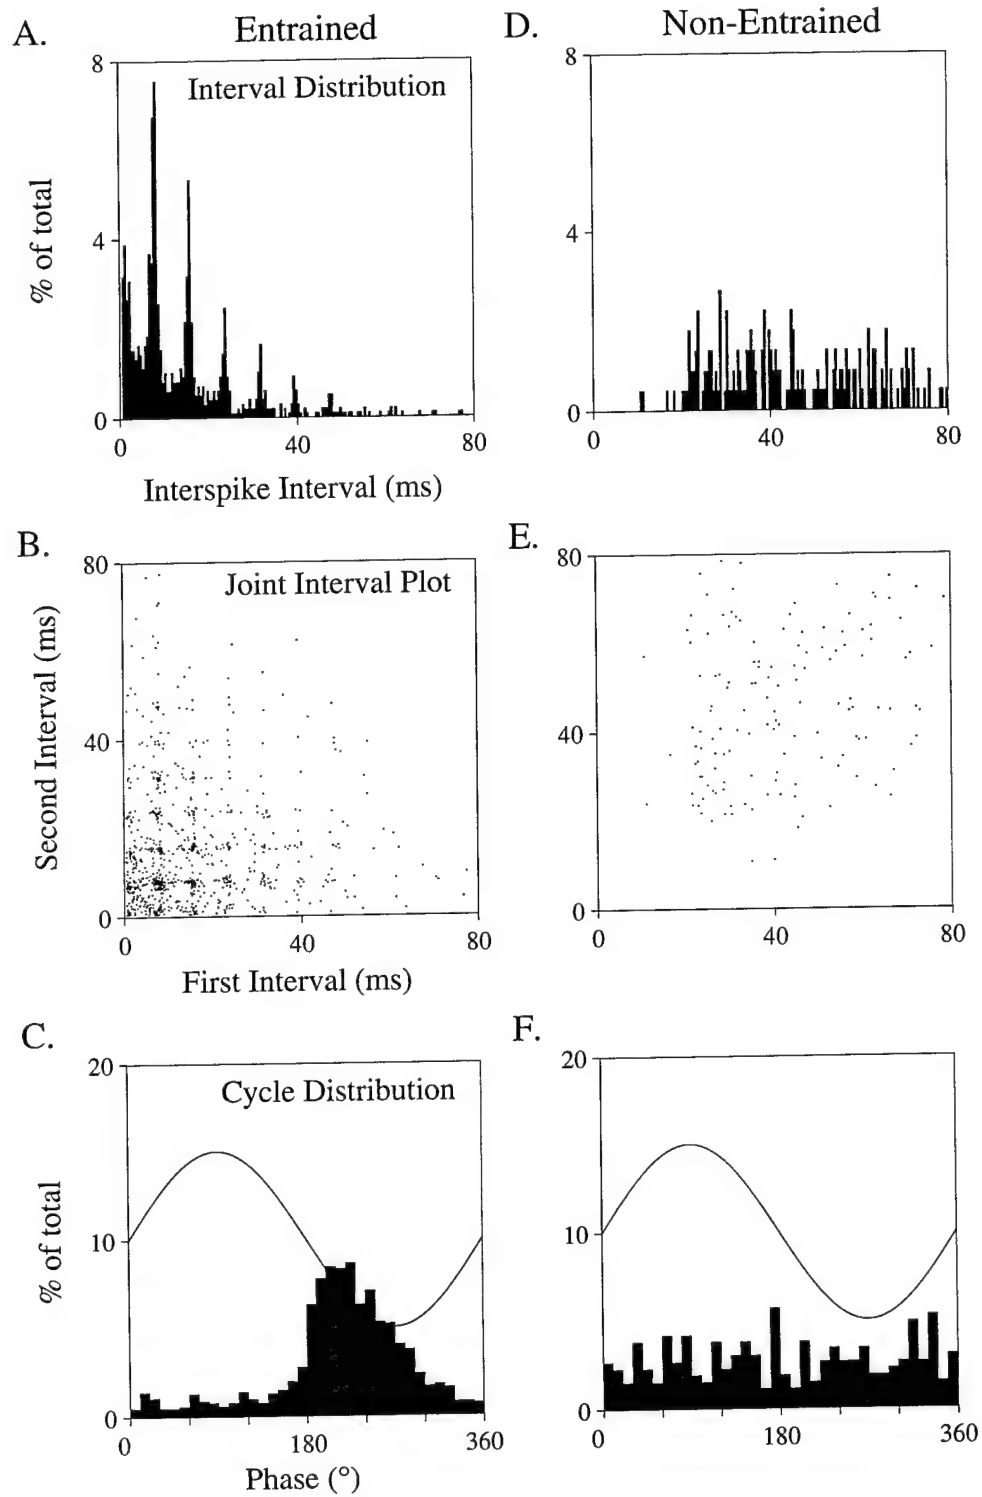 A.
Entrained
D.
Non-Entrained
8
Interval Distribution
4
0
% of total
0 40 80
Interspike Interval (ms)
8
4
0
0 40 80
B.
80
Joint Interval Plot
40
0
Second Interval (ms)
0 40 80
First Interval (ms)
E.
80
40
0
0 40 80
C.
20
Cycle Distribution
10
0
% of total
0 180 360
Phase (°)
F.
20
10
0
0 180 360